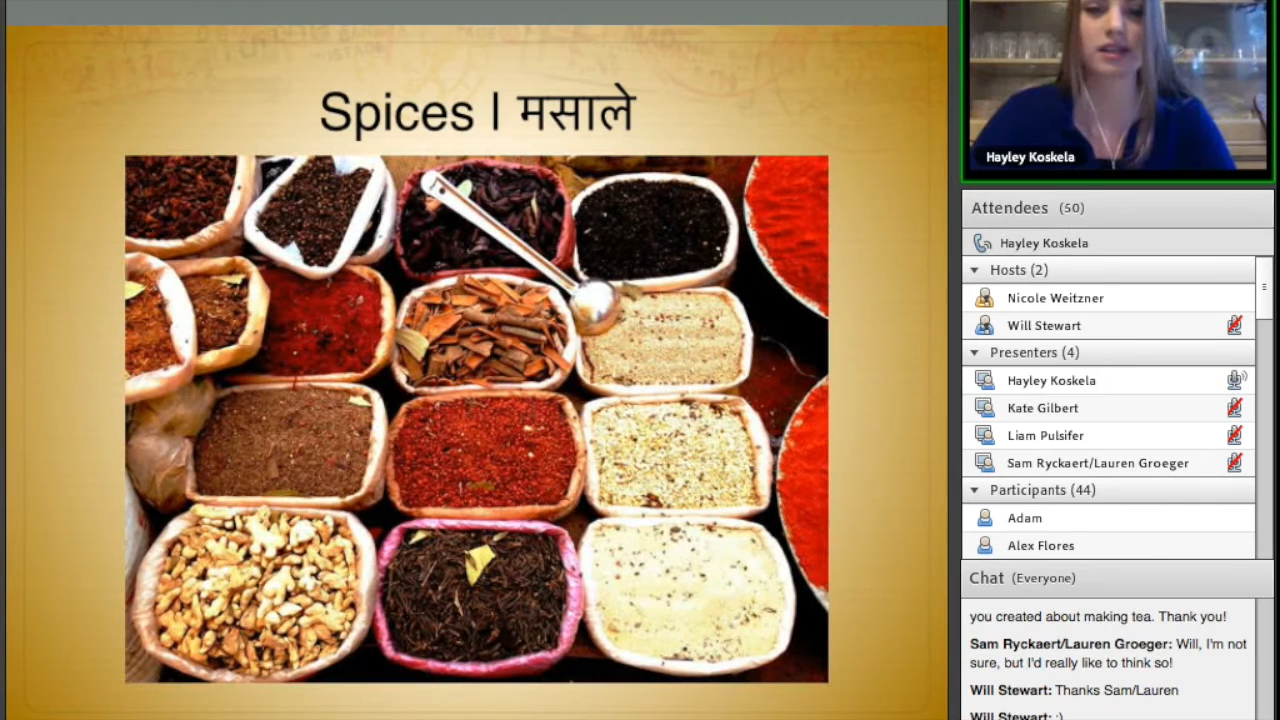 Spices | मसाले
Hayley Koskela
Attendees (50)
Hayley Koskela
Hosts (2)
Nicole Weitzner
Will Stewart
Presenters (4)
Hayley Koskela
Kate Gilbert
Liam Pulsifer
Sam Ryckaert/Lauren Groeger
Participants (44)
Adam
Alex Flores
Chat (Everyone)
you created about making tea. Thank you!
Sam Ryckaert/Lauren Groeger: Will, I'm not
sure, but I'd really like to think so!
Will Stewart: Thanks Sam/Lauren
Will Stewart: :)